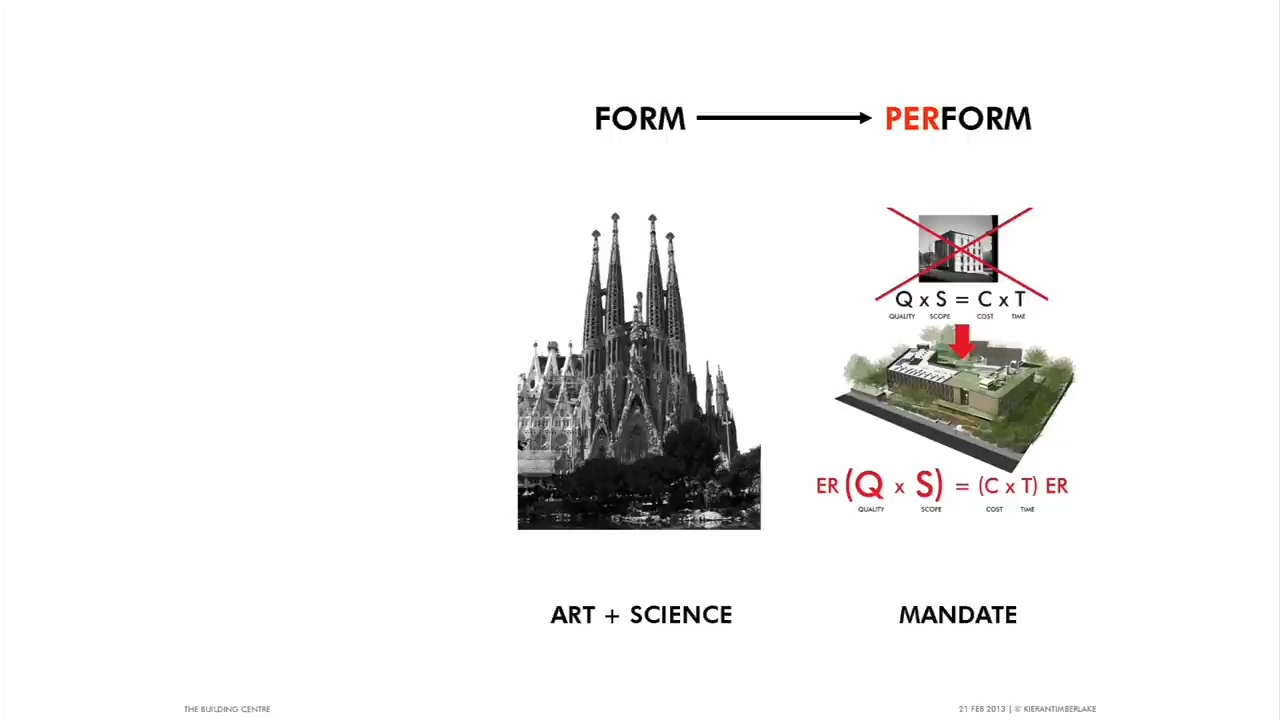 FORM PERFORM
Q x S = C x T
QUALITY SCOPE COST TIME
ER (Q x S) = (C x T) ER
QUALITY SCOPE COST TIME
ART + SCIENCE MANDATE
THE BUILDING CENTRE 21 FEB 2013 | © KIERANTIMBERLAKE